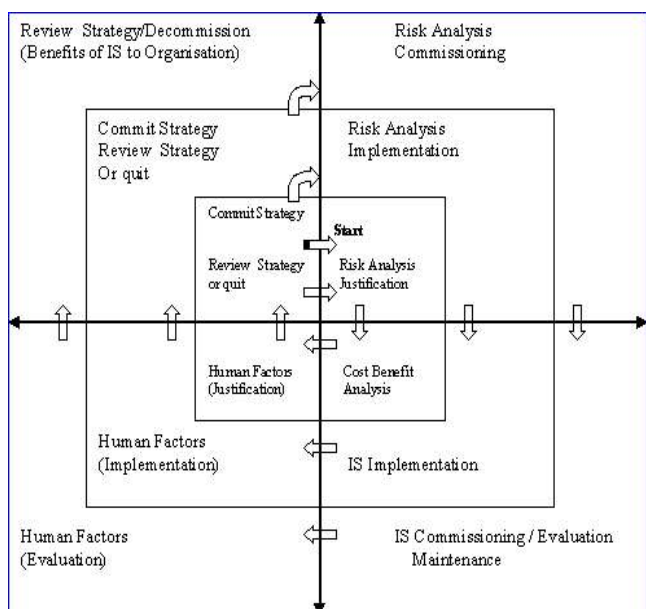 Review Strategy/Decommission
(Benefits of IS to Organisation)
Risk Analysis
Commissioning
Commit Strategy
Review Strategy
Or quit
Risk Analysis
Implementation
Commit Strategy
Start
Review Strategy
or quit
Risk Analysis
Justification
Human Factors
(Justification)
Cost Benefit
Analysis
Human Factors
(Implementation)
IS Implementation
Human Factors
(Evaluation)
IS Commissioning / Evaluation
Maintenance